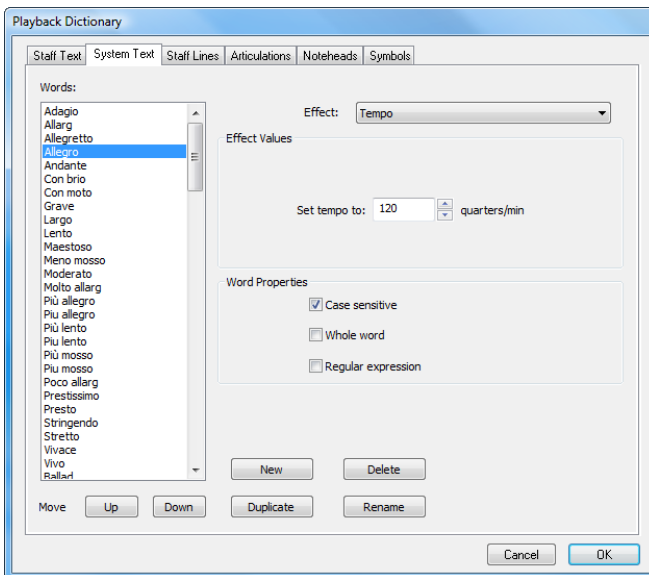 Playback Dictionary
Staff Text System Text Staff Lines Articulations Noteheads Symbols
Words:
Effect: Tempo
Adagio
Allarg
Allegretto
Allegro
Andante
Con brio
Con moto
Grave
Largo
Lento
Maestoso
Meno mosso
Moderato
Molto allarg
Più allegro
Piu allegro
Più lento
Piu lento
Più mosso
Piu mosso
Poco allarg
Prestissimo
Presto
Stringendo
Stretto
Vivace
Vivo
Ballad
Effect Values
Set tempo to: 120 quarters/min
Word Properties
Case sensitive
Whole word
Regular expression
New Delete
Move Up Down Duplicate Rename
Cancel OK